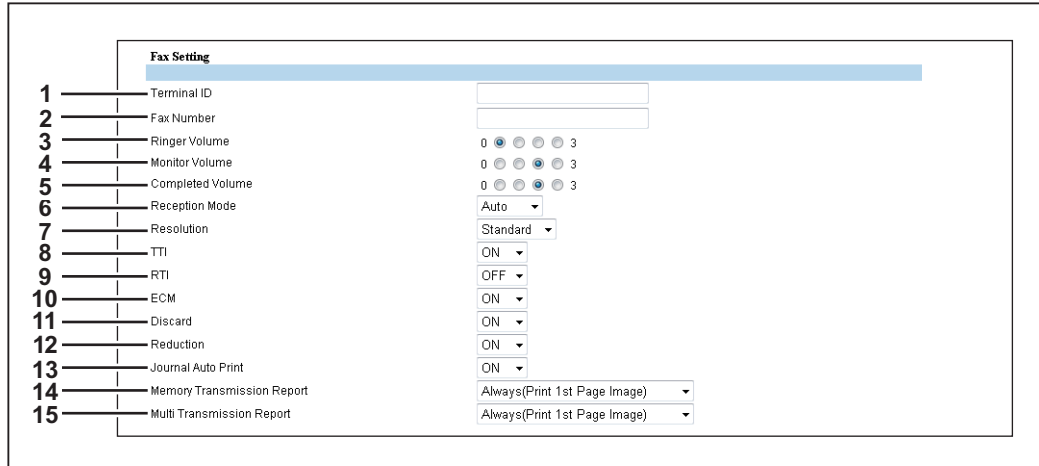 Fax Setting
1 Terminal ID
2 Fax Number
3 Ringer Volume 0 3
4 Monitor Volume 0 3
5 Completed Volume 0 3
6 Reception Mode Auto
7 Resolution Standard
8 TTI ON
9 RTI OFF
10 ECM ON
11 Discard ON
12 Reduction ON
13 Journal Auto Print ON
14 Memory Transmission Report Always(Print 1st Page Image)
15 Multi Transmission Report Always(Print 1st Page Image)